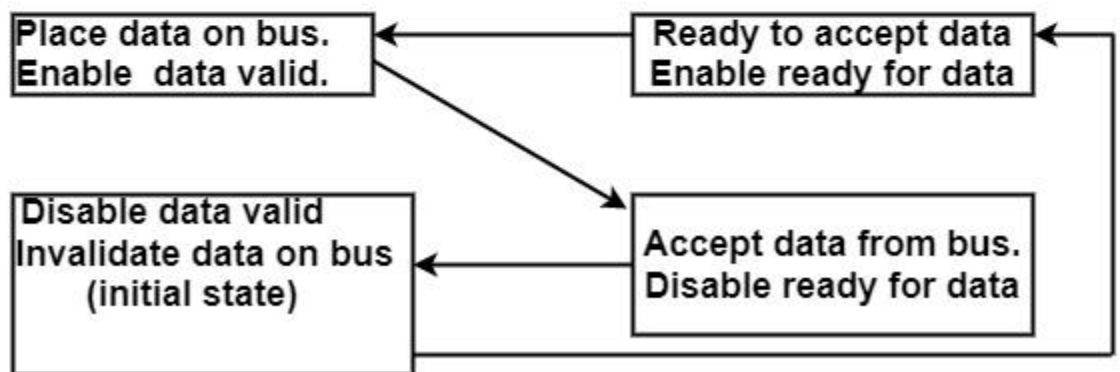 Place data on bus.
Enable data valid.
Ready to accept data
Enable ready for data
Disable data valid
Invalidate data on bus
(initial state)
Accept data from bus.
Disable ready for data